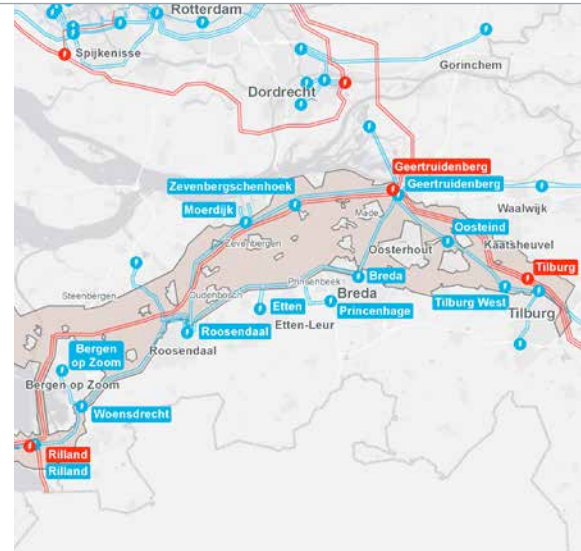 Rotterdam
Spijkenisse
Gorinchem
Dordrecht
Geertruidenberg
Zevenbergschenhoek
Geertruidenberg
Moerdijk
Made
Waalwijk
Oosteind
Zevenbergen
Oosterhout
Kaatsheuvel
Tilburg
Steenbergen
Oudenbosch
Prinsenbeek
Breda
Etten
Breda
Tilburg West
Princenhage
Tilburg
Roosendaal
Etten-Leur
Bergen
op Zoom
Roosendaal
Bergen op Zoom
Woensdrecht
Rilland
Rilland